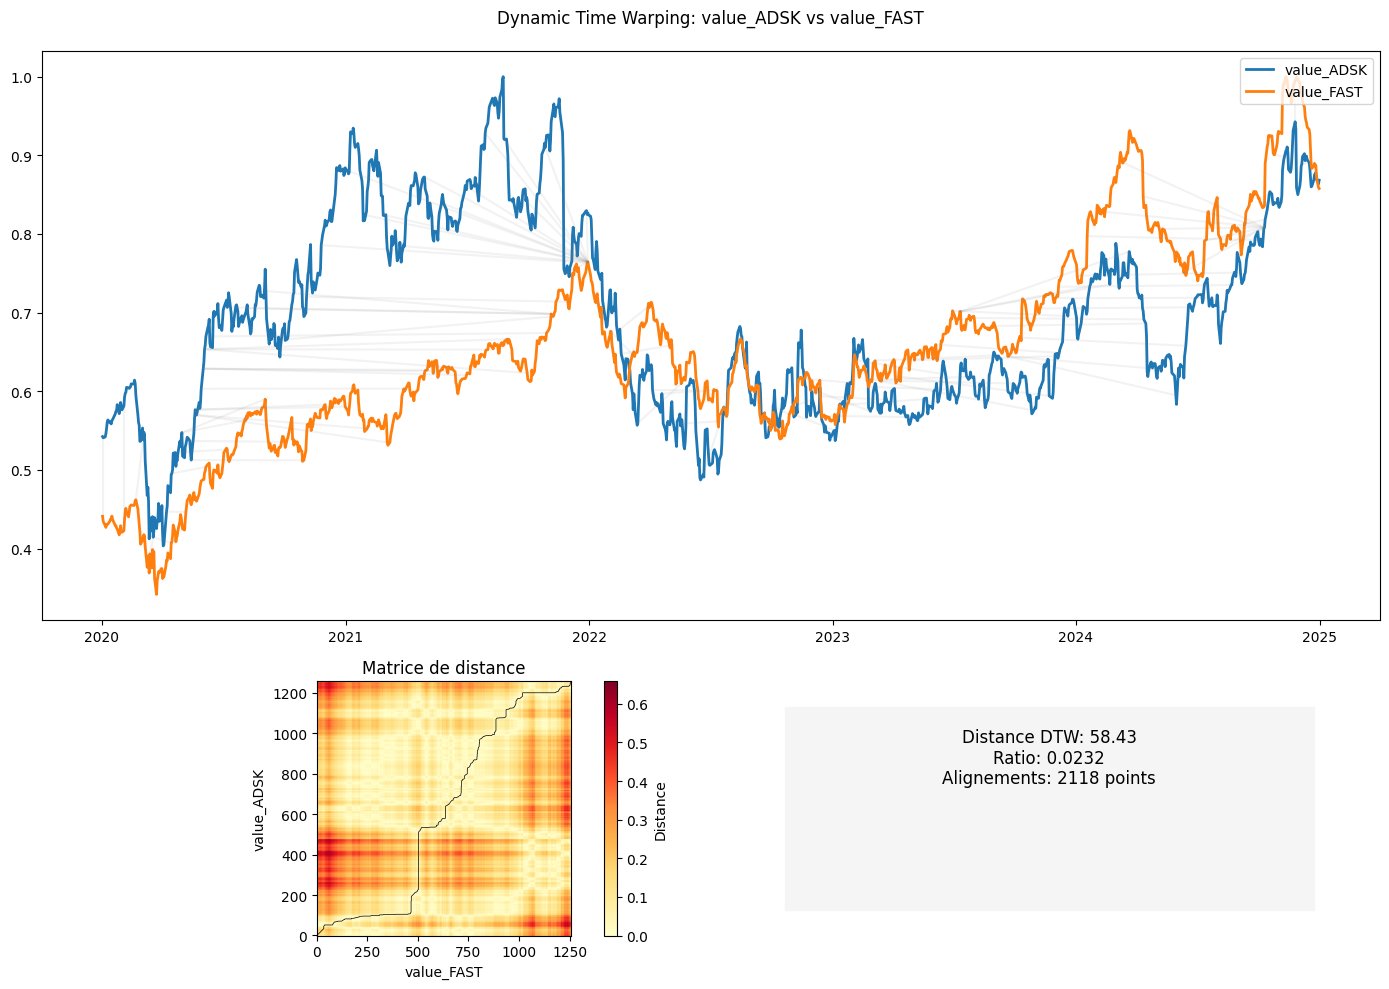 Dynamic Time Warping: value_ADSK vs value_FAST
value_ADSK
value_FAST
1.0
0.9
0.8
0.7
0.6
0.5
0.4
2020 2021 2022 2023 2024 2025
Matrice de distance
1200
1000
800
600
400
200
0
value_ADSK
0 250 500 750 1000 1250
value_FAST
0.6
0.5
0.4
0.3
0.2
0.1
0.0
Distance
Distance DTW: 58.43
Ratio: 0.0232
Alignements: 2118 points